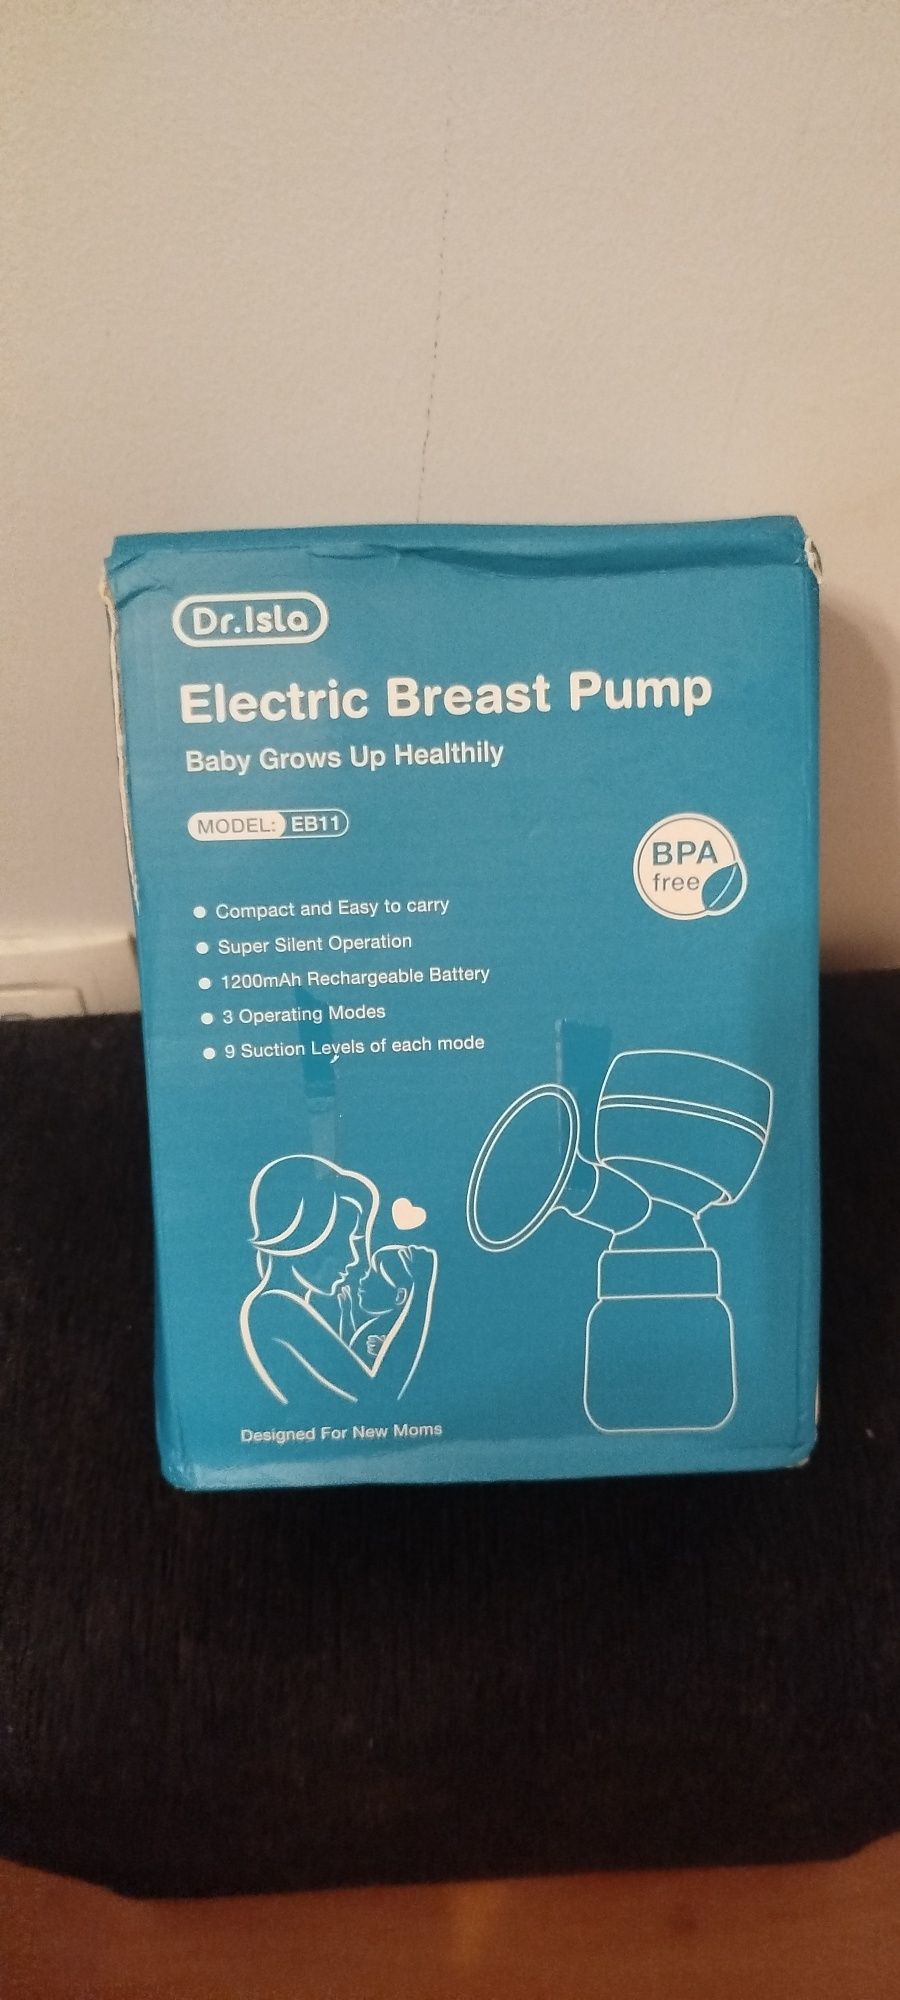 Dr.Isla
Electric Breast Pump
Baby Grows Up Healthily
MODEL: EB11
BPA
free
Compact and Easy to carry
Super Silent Operation
1200mAh Rechargeable Battery
3 Operating Modes
9 Suction Levels of each mode
Designed For New Moms